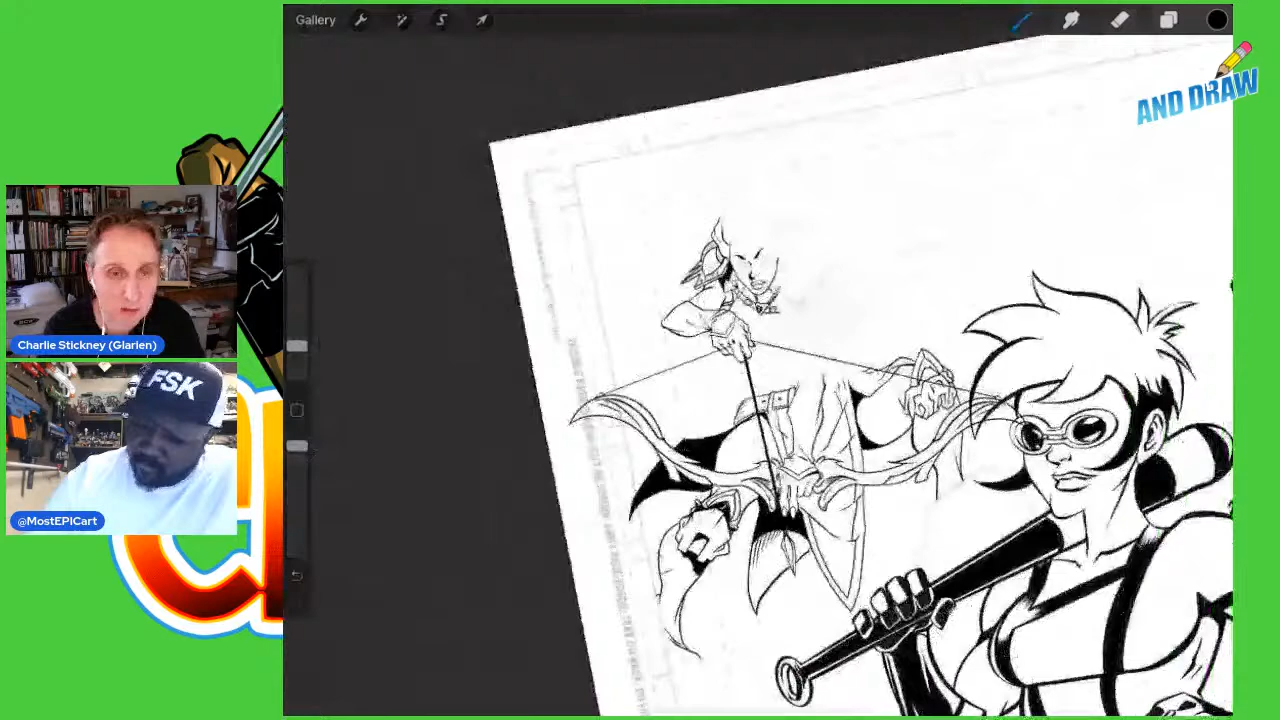 Gallery
AND DRAW
Charlie Stickney (Glarien)
FSK
@MostEPICart